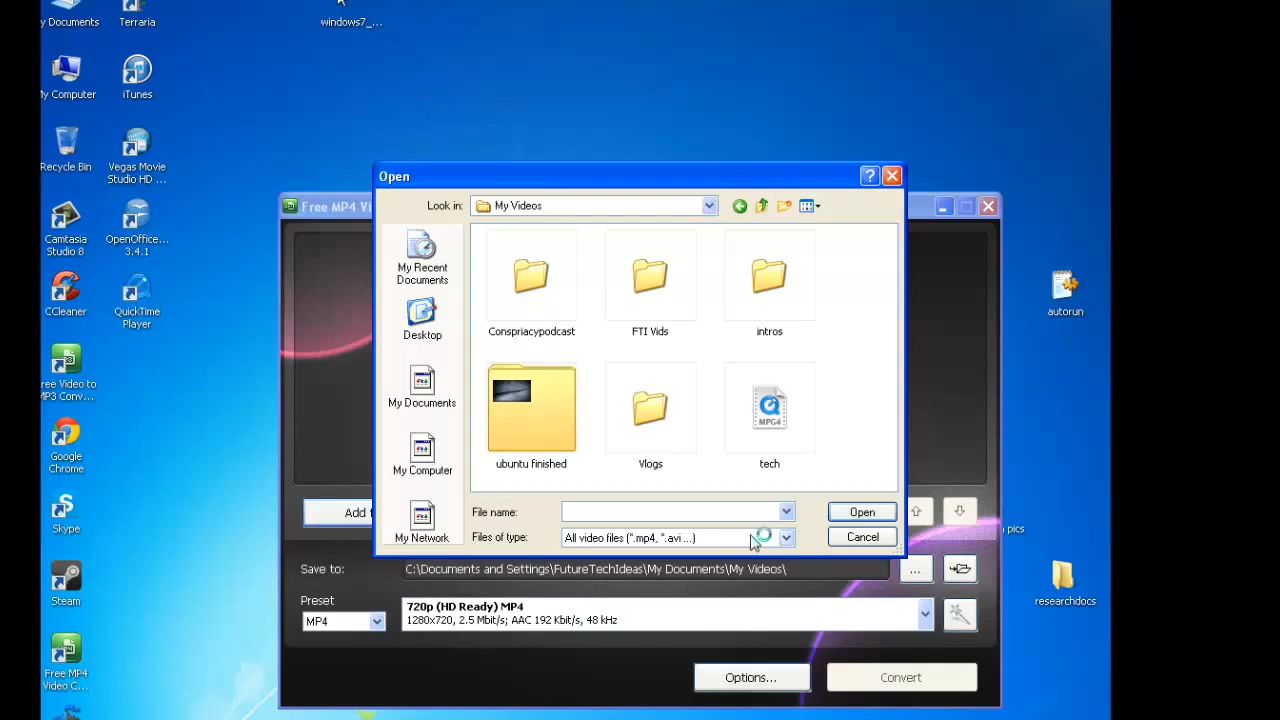 y Documents
Terraria
windows7_...
My Computer
iTunes
Recycle Bin
Vegas Movie
Studio HD ...
Camtasia
Studio 8
OpenOffice...
3.4.1
CCleaner
QuickTime
Player
ree Video to
MP3 Conv...
Google
Chrome
Skype
Steam
Free MP4
Video C...
autorun
pics
researchdocs
Free MP4 Vi
Open
Look in:
My Videos
My Recent
Documents
Desktop
My Documents
My Computer
My Network
Conspriacypodcast
FTI Vids
intros
MPG4
ubuntu finished
Vlogs
tech
File name:
Open
Files of type:
All video files (*.mp4, *.avi ...)
Cancel
Add f
Save to:
C:\Documents and Settings\FutureTechIdeas\My Documents\My Videos\
...
Preset
MP4
720p (HD Ready) MP4
1280x720, 2.5 Mbit/s; AAC 192 Kbit/s, 48 kHz
Options...
Convert